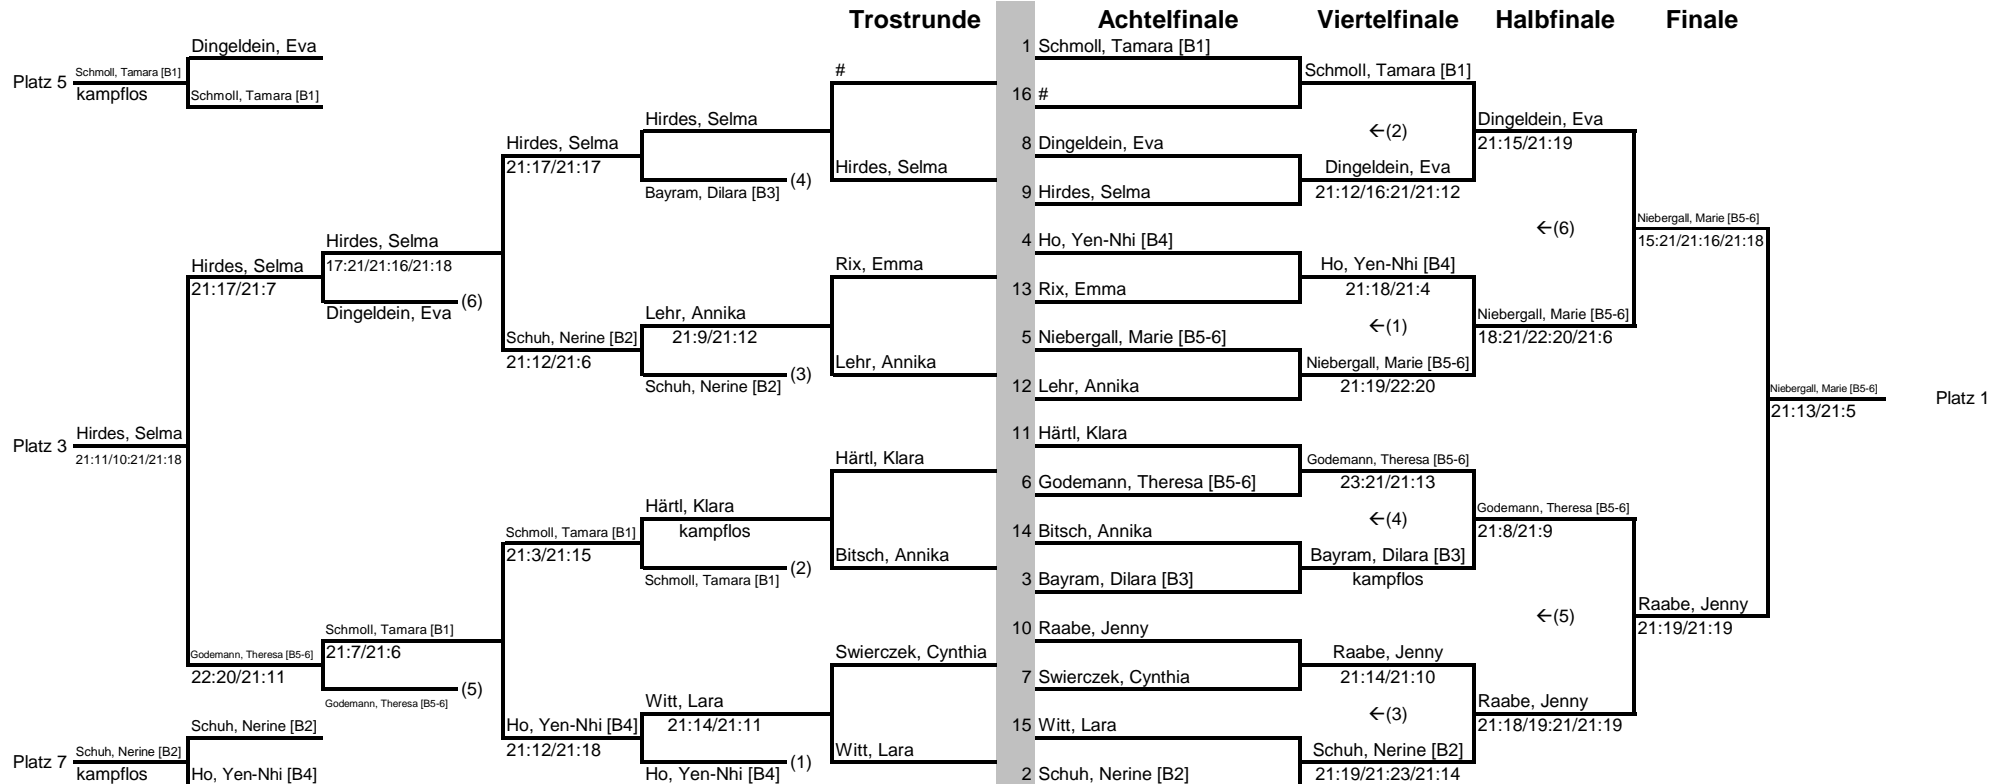 Trostrunde Achtelfinale Viertelfinale Halbfinale Finale
Dingeldein, Eva
Platz 5 Schmoll, Tamara [B1]
kampflos
Schmoll, Tamara [B1]
Hirdes, Selma
21:17/21:7
Platz 3 Hirdes, Selma
21:11/10:21/21:18
Godemann, Theresa [B5-6]
22:20/21:11
Schuh, Nerine [B2]
Platz 7 Schuh, Nerine [B2]
kampflos
Ho, Yen-Nhi [B4]
Hirdes, Selma
17:21/21:16/21:18
Dingeldein, Eva (6)
Schmoll, Tamara [B1]
21:7/21:6
(5)
Godemann, Theresa [B5-6]
Hirdes, Selma
21:17/21:17
Schuh, Nerine [B2]
21:12/21:6
Schmoll, Tamara [B1]
21:3/21:15
Ho, Yen-Nhi [B4]
21:12/21:18
Hirdes, Selma
(4)
Bayram, Dilara [B3]
Lehr, Annika
21:9/21:12
(3)
Schuh, Nerine [B2]
Härtl, Klara
kampflos
(2)
Schmoll, Tamara [B1]
Witt, Lara
21:14/21:11
(1)
Ho, Yen-Nhi [B4]
#
Hirdes, Selma
Rix, Emma
Lehr, Annika
Härtl, Klara
Bitsch, Annika
Swierczek, Cynthia
Witt, Lara
1 Schmoll, Tamara [B1]
16 #
8 Dingeldein, Eva
9 Hirdes, Selma
4 Ho, Yen-Nhi [B4]
13 Rix, Emma
5 Niebergall, Marie [B5-6]
12 Lehr, Annika
11 Härtl, Klara
6 Godemann, Theresa [B5-6]
14 Bitsch, Annika
3 Bayram, Dilara [B3]
10 Raabe, Jenny
7 Swierczek, Cynthia
15 Witt, Lara
2 Schuh, Nerine [B2]
Schmoll, Tamara [B1]
←(2)
Dingeldein, Eva
21:12/16:21/21:12
Ho, Yen-Nhi [B4]
21:18/21:4
←(1)
Niebergall, Marie [B5-6]
21:19/22:20
Godemann, Theresa [B5-6]
23:21/21:13
←(4)
Bayram, Dilara [B3]
kampflos
Raabe, Jenny
21:14/21:10
←(3)
Schuh, Nerine [B2]
21:19/21:23/21:14
Dingeldein, Eva
21:15/21:19
←(6)
Niebergall, Marie [B5-6]
18:21/22:20/21:6
Godemann, Theresa [B5-6]
21:8/21:9
←(5)
Raabe, Jenny
21:18/19:21/21:19
Niebergall, Marie [B5-6]
15:21/21:16/21:18
Raabe, Jenny
21:19/21:19
Niebergall, Marie [B5-6]
21:13/21:5
Platz 1